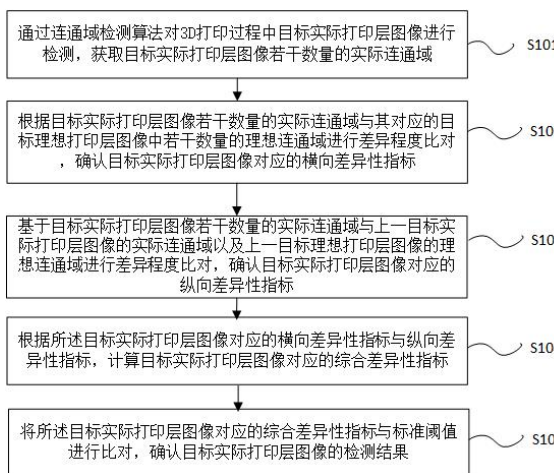 通过连通域检测算法对3D打印过程中目标实际打印层图像进行
检测，获取目标实际打印层图像若干数量的实际连通域
S101
根据目标实际打印层图像若干数量的实际连通域与其对应的目
标理想打印层图像中若干数量的理想连通域进行差异程度比对
，确认目标实际打印层图像对应的横向差异性指标
S10
基于目标实际打印层图像若干数量的实际连通域与上一目标实
际打印层图像的实际连通域以及上一目标理想打印层图像的理
想连通域进行差异程度比对，确认目标实际打印层图像对应的
纵向差异性指标
S10
根据所述目标实际打印层图像对应的横向差异性指标与纵向差
异性指标，计算目标实际打印层图像对应的综合差异性指标
S10
将所述目标实际打印层图像对应的综合差异性指标与标准阈值
进行比对，确认目标图像的检测结果
S10